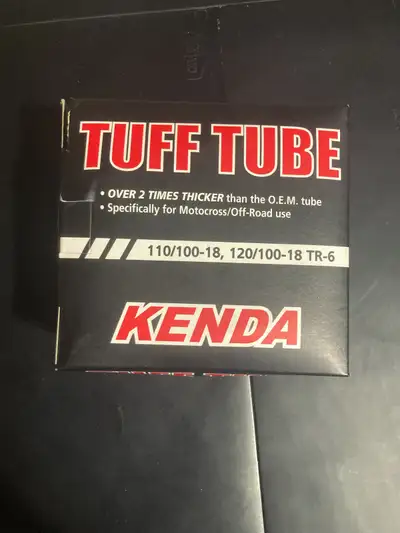 TUFF TUBE
• OVER 2 TIMES THICKER than the O.E.M. tube
• Specifically for Motocross/Off-Road use
110/100-18, 120/100-18 TR-6
KENDA